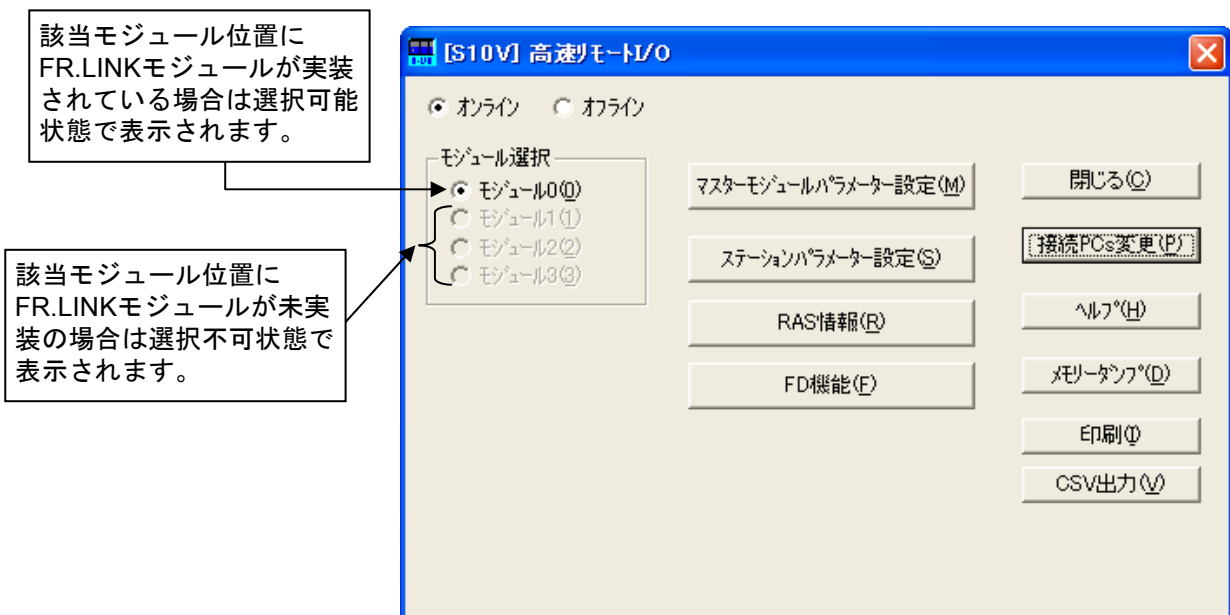 該当モジュール位置に
FR.LINKモジュールが実装
されている場合は選択可能
状態で表示されます。
該当モジュール位置に
FR.LINKモジュールが未実
装の場合は選択不可状態で
表示されます。
[S10V] 高速リモートI/O
オンライン オフライン
モジュール選択
モジュール0(0)
モジュール1(1)
モジュール2(2)
モジュール3(3)
マスターモジュールパラメーター設定(M)
ステーションパラメーター設定(S)
RAS情報(R)
FD機能(F)
閉じる(C)
接続PCs変更(P)
ヘルプ(H)
メモリーダンプ(D)
印刷(I)
CSV出力(V)